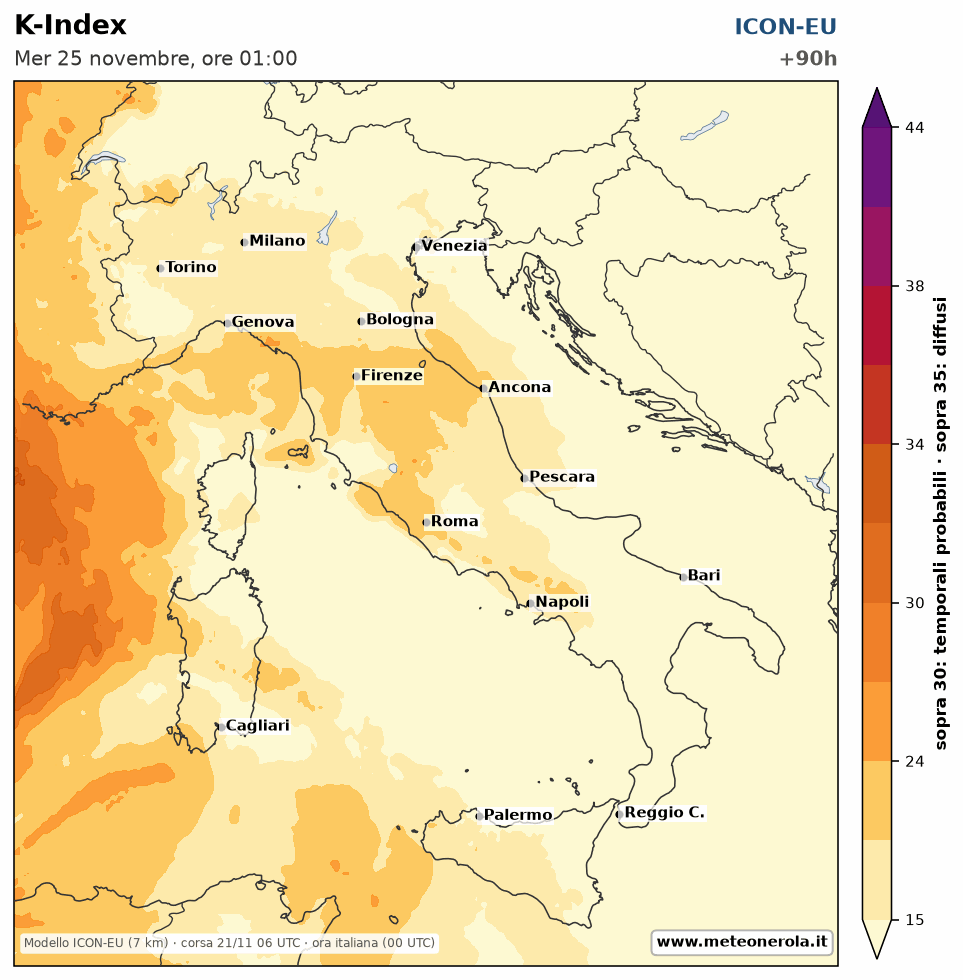 K-Index
ICON-EU
Mer 25 novembre, ore 01:00
+90h
44
38
34
30
24
15
sopra 30: temporali probabili · sopra 35: diffusi
Milano
Venezia
Torino
Genova
Bologna
Firenze
Ancona
Pescara
Roma
Bari
Napoli
Cagliari
Palermo
Reggio C.
Modello ICON-EU (7 km) · corsa 21/11 06 UTC · ora italiana (00 UTC)
www.meteonerola.it